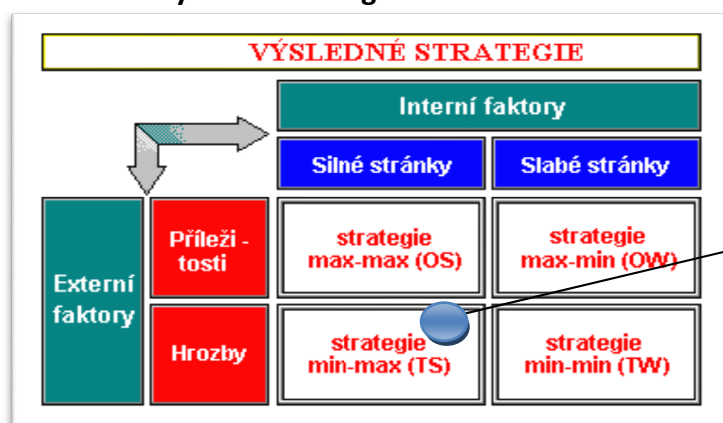 VÝSLEDNÉ STRATEGIE
Interní faktory
Silné stránky
Slabé stránky
Externí
faktory
Příleži -
tosti
strategie
max-max (OS)
strategie
max-min (OW)
Hrozby
strategie
min-max (TS)
strategie
min-min (TW)